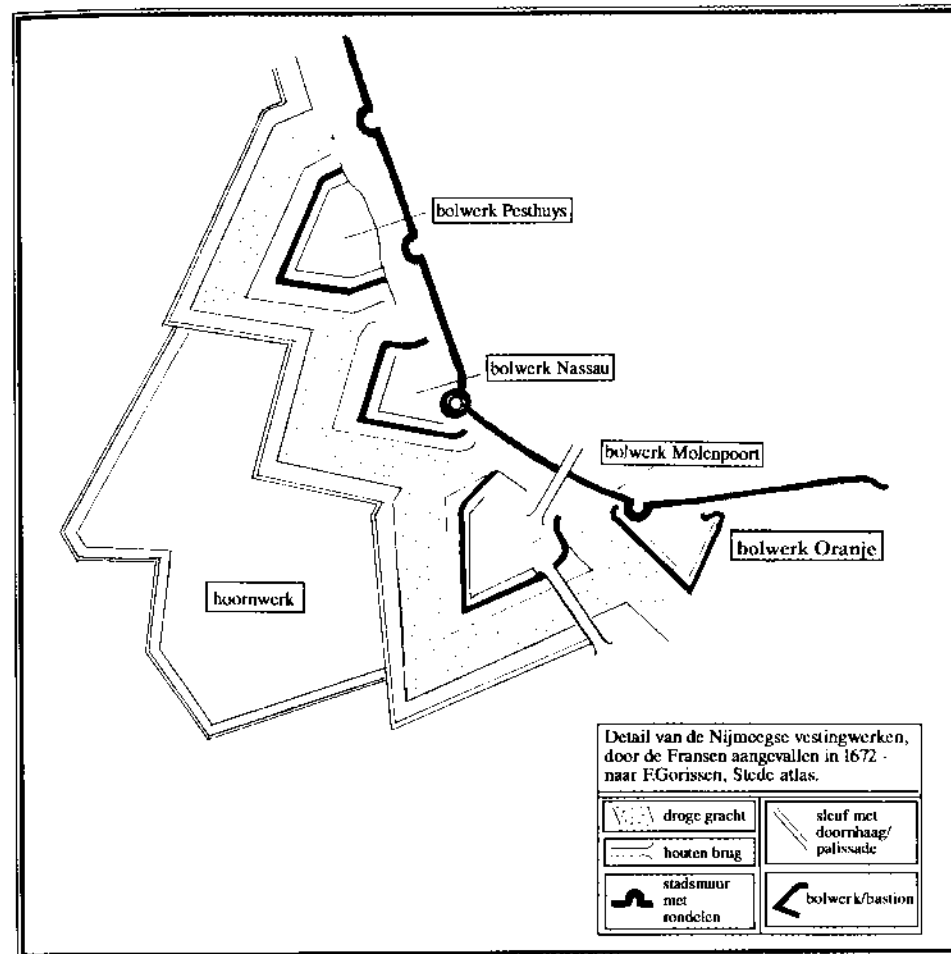 bolwerk Pesthuys
bolwerk Nassau
bolwerk Molenpoort
bolwerk Oranje
hoornwerk
Detail van de Nijmeegse vestingwerken,
door de Fransen aangevallen in 1672 -
naar F.Gorissen, Stede atlas.
droge gracht
houten brug
stadsmuur
met
rondelen
sleuf met
doornhaag/
palissade
bolwerk/bastion